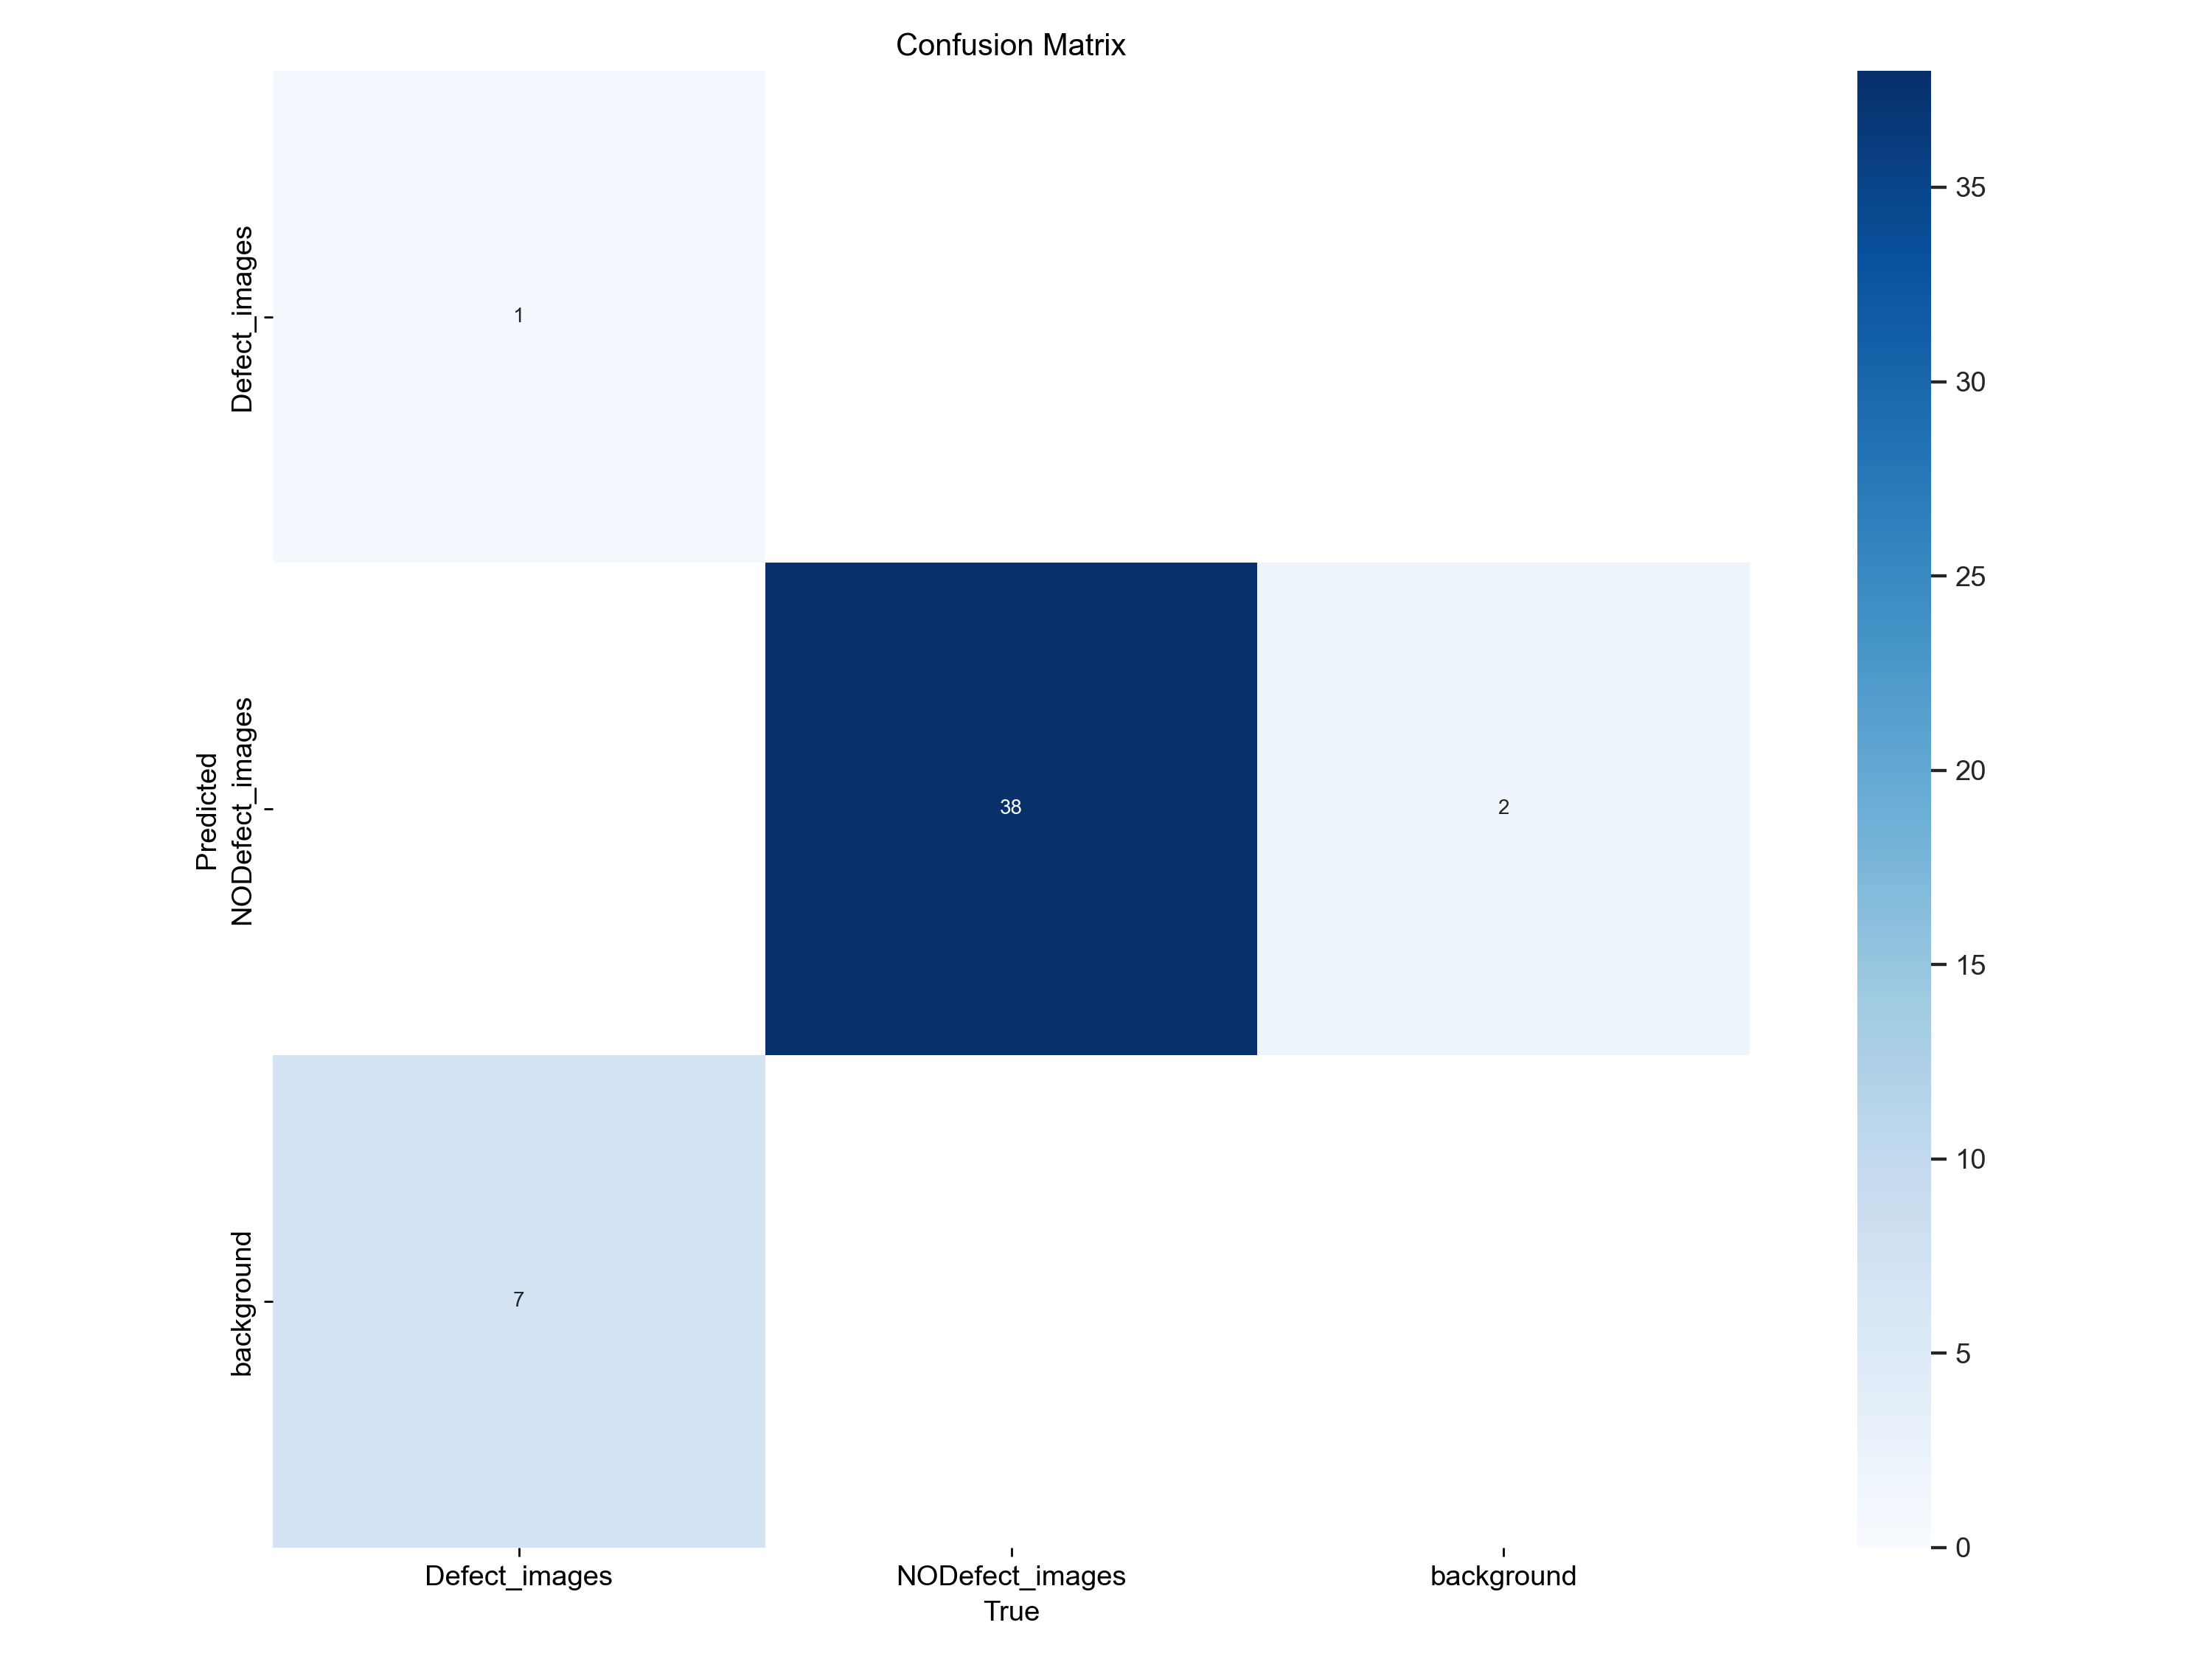 Confusion Matrix
Defect_images
1
Predicted
NODefect_images
38
2
background
7
Defect_images
NODefect_images
background
True
35
30
25
20
15
10
5
0